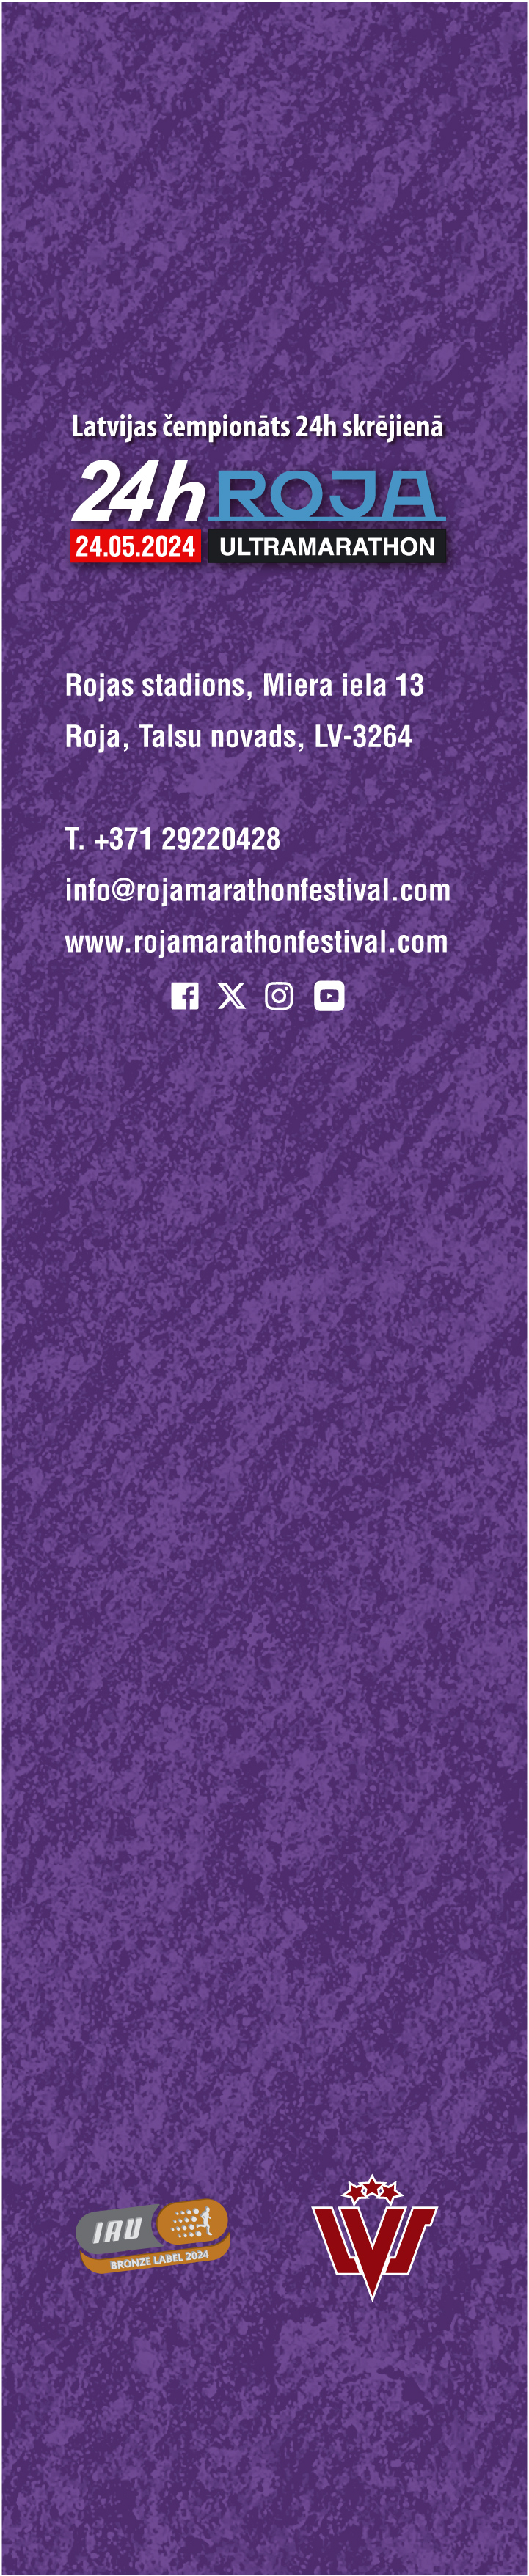 Latvijas čempionāts 24h skrējienā
24h ROJA
24.05.2024 ULTRAMARATHON
Rojas stadions, Miera iela 13
Roja, Talsu novads, LV-3264
T. +371 29220428
info@rojamarathonfestival.com
www.rojamarathonfestival.com
IAU
BRONZE LABEL 2024